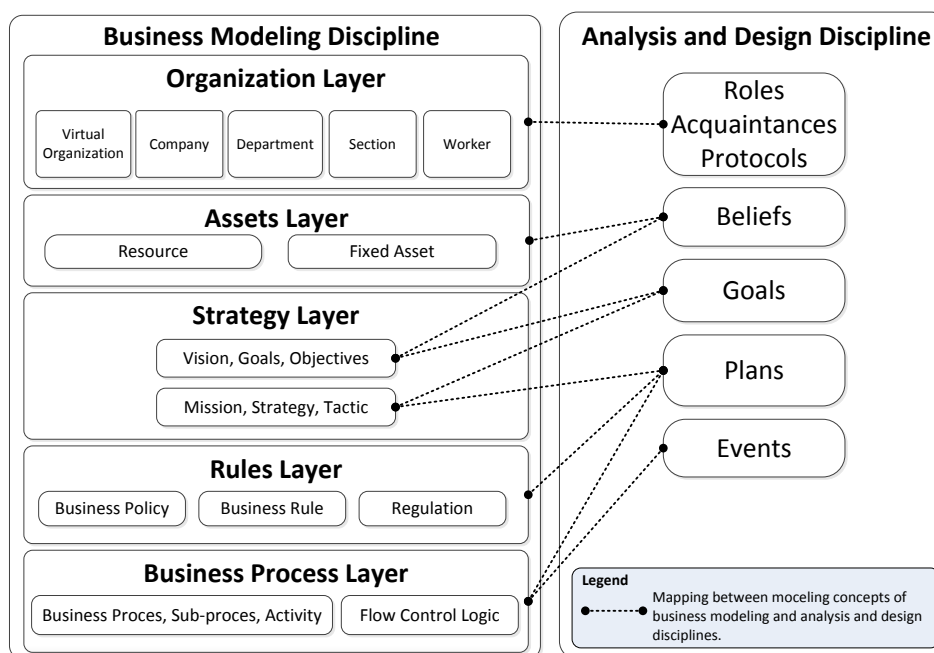 Business Modeling Discipline
Organization Layer
Virtual
Organization
Company
Department
Section
Worker
Assets Layer
Resource
Fixed Asset
Strategy Layer
Vision, Goals, Objectives
Mission, Strategy, Tactic
Rules Layer
Business Policy
Business Rule
Regulation
Business Process Layer
Business Proces, Sub-proces, Activity
Flow Control Logic
Analysis and Design Discipline
Roles
Acquaintances
Protocols
Beliefs
Goals
Plans
Events
Legend
Mapping between moceling concepts of
business modeling and analysis and design
disciplines.